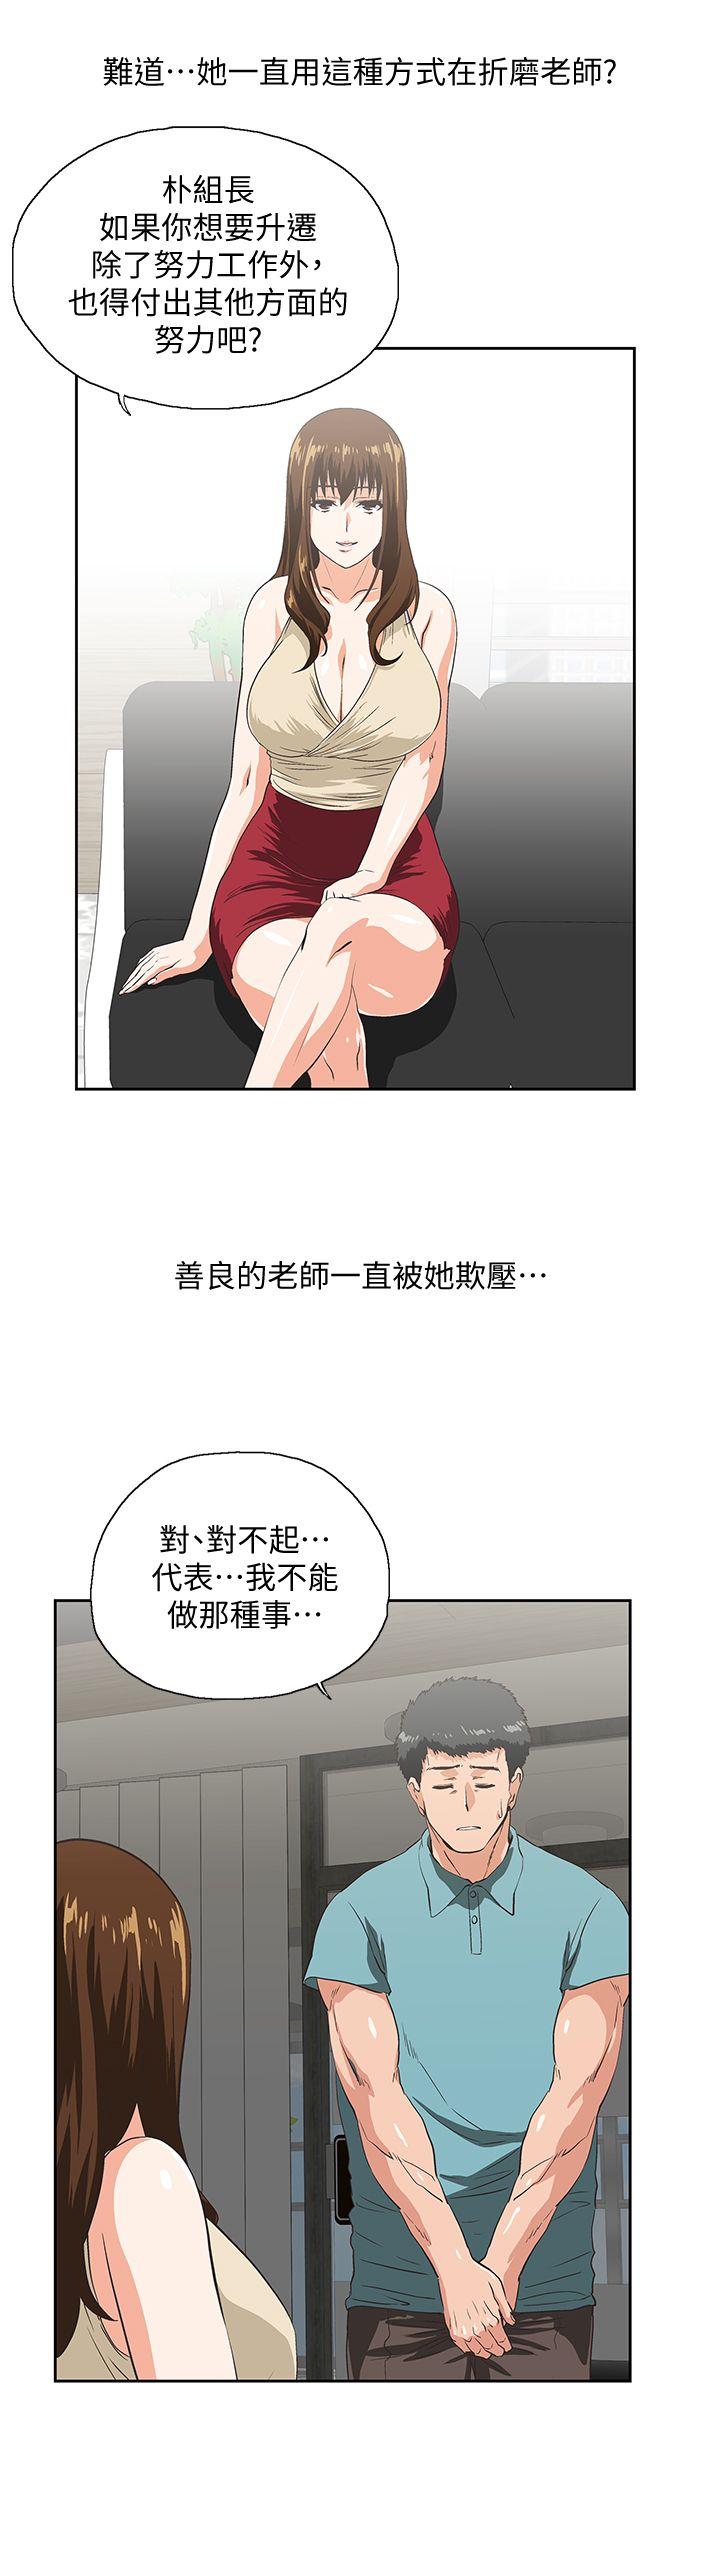 難道…她一直用這種方式在折磨老師?
朴組長
如果你想要升遷
除了努力工作外,
也得付出其他方面的
努力吧?
善良的老師一直被她欺壓…
對、對不起…
代表…我不能
做那種事…